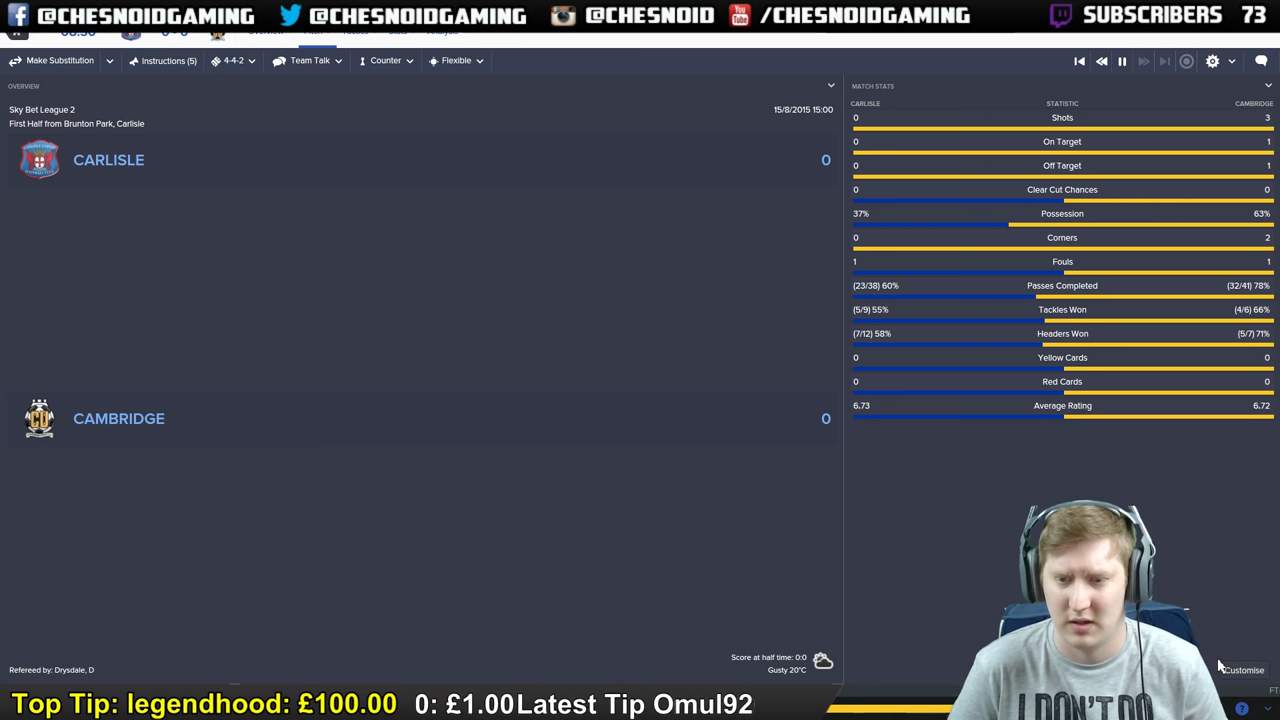 @CHESNOIDGAMING @CHESNOIDGAMING @CHESNOID /CHESNOIDGAMING SUBSCRIBERS 73
0 - 0
Make Substitution Instructions (5) 4-4-2 Team Talk Counter Flexible
OVERVIEW
Sky Bet League 2 15/8/2015 15:00
First Half from Brunton Park, Carlisle
CARLISLE 0
CAMBRIDGE 0
Score at half time: 0:0
Refereed by: Drysdale, D Gusty 20°C
MATCH STATS
CARLISLE STATISTIC CAMBRIDGE
0 Shots 3
0 On Target 1
0 Off Target 1
0 Clear Cut Chances 0
37% Possession 63%
0 Corners 2
1 Fouls 1
(23/38) 60% Passes Completed (32/41) 78%
(5/9) 55% Tackles Won (4/6) 66%
(7/12) 58% Headers Won (5/7) 71%
0 Yellow Cards 0
0 Red Cards 0
6.73 Average Rating 6.72
Customise
I DON'T DO
Top Tip: legendhood: £100.00 0: £1.00Latest Tip Omul92